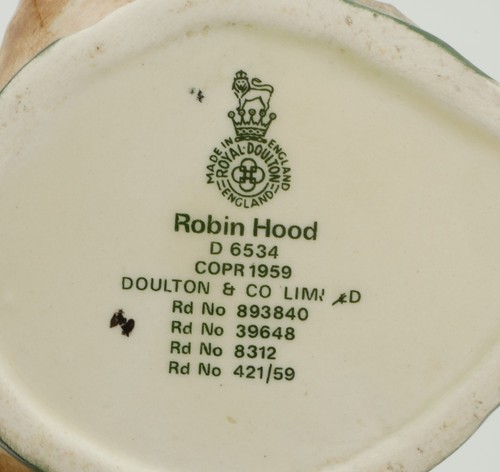 MADE IN ENGLAND
ROYAL·DOULTON
ENGLAND
Robin Hood
D 6534
COPR 1959
DOULTON & CO
Rd No 893840
Rd No 39648
Rd No 8312
Rd No 421/59